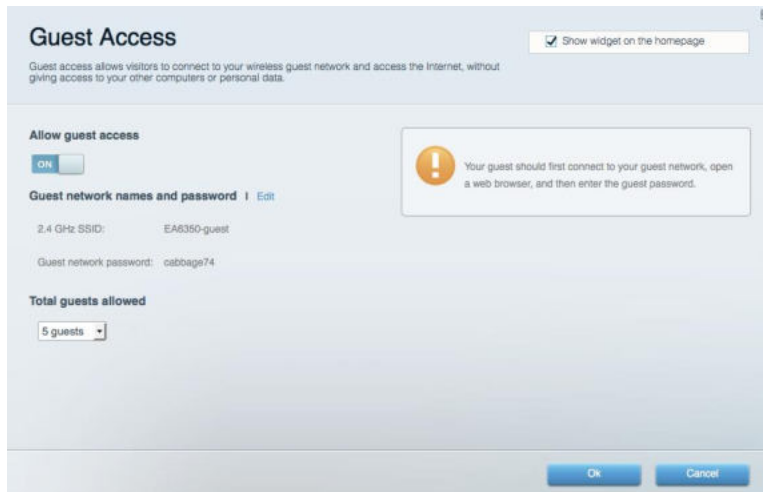 Guest Access
Show widget on the homepage
Guest access allows visitors to connect to your wireless guest network and access the Internet, without
giving access to your other computers or personal data.
Allow guest access
ON
Your guest should first connect to your guest network, open
a web browser, and then enter the guest password.
Guest network names and password | Edit
2.4 GHz SSID: EA6350-guest
Guest network password: cabbage74
Total guests allowed
5 guests
Ok Cancel